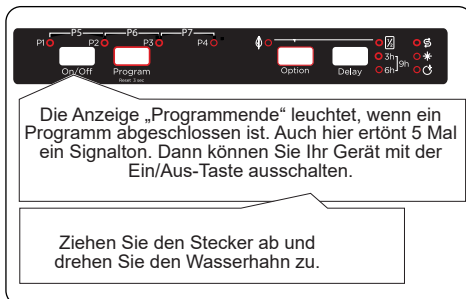 P5 P6 P7
P1 P2 P3 P4
On/Off Program Option Delay
Reset 3 sec
½
3h
9h
6h
Die Anzeige „Programmende“ leuchtet, wenn ein
Programm abgeschlossen ist. Auch hier ertönt 5 Mal
ein Signalton. Dann können Sie Ihr Gerät mit der
Ein/Aus-Taste ausschalten.
Ziehen Sie den Stecker ab und
drehen Sie den Wasserhahn zu.